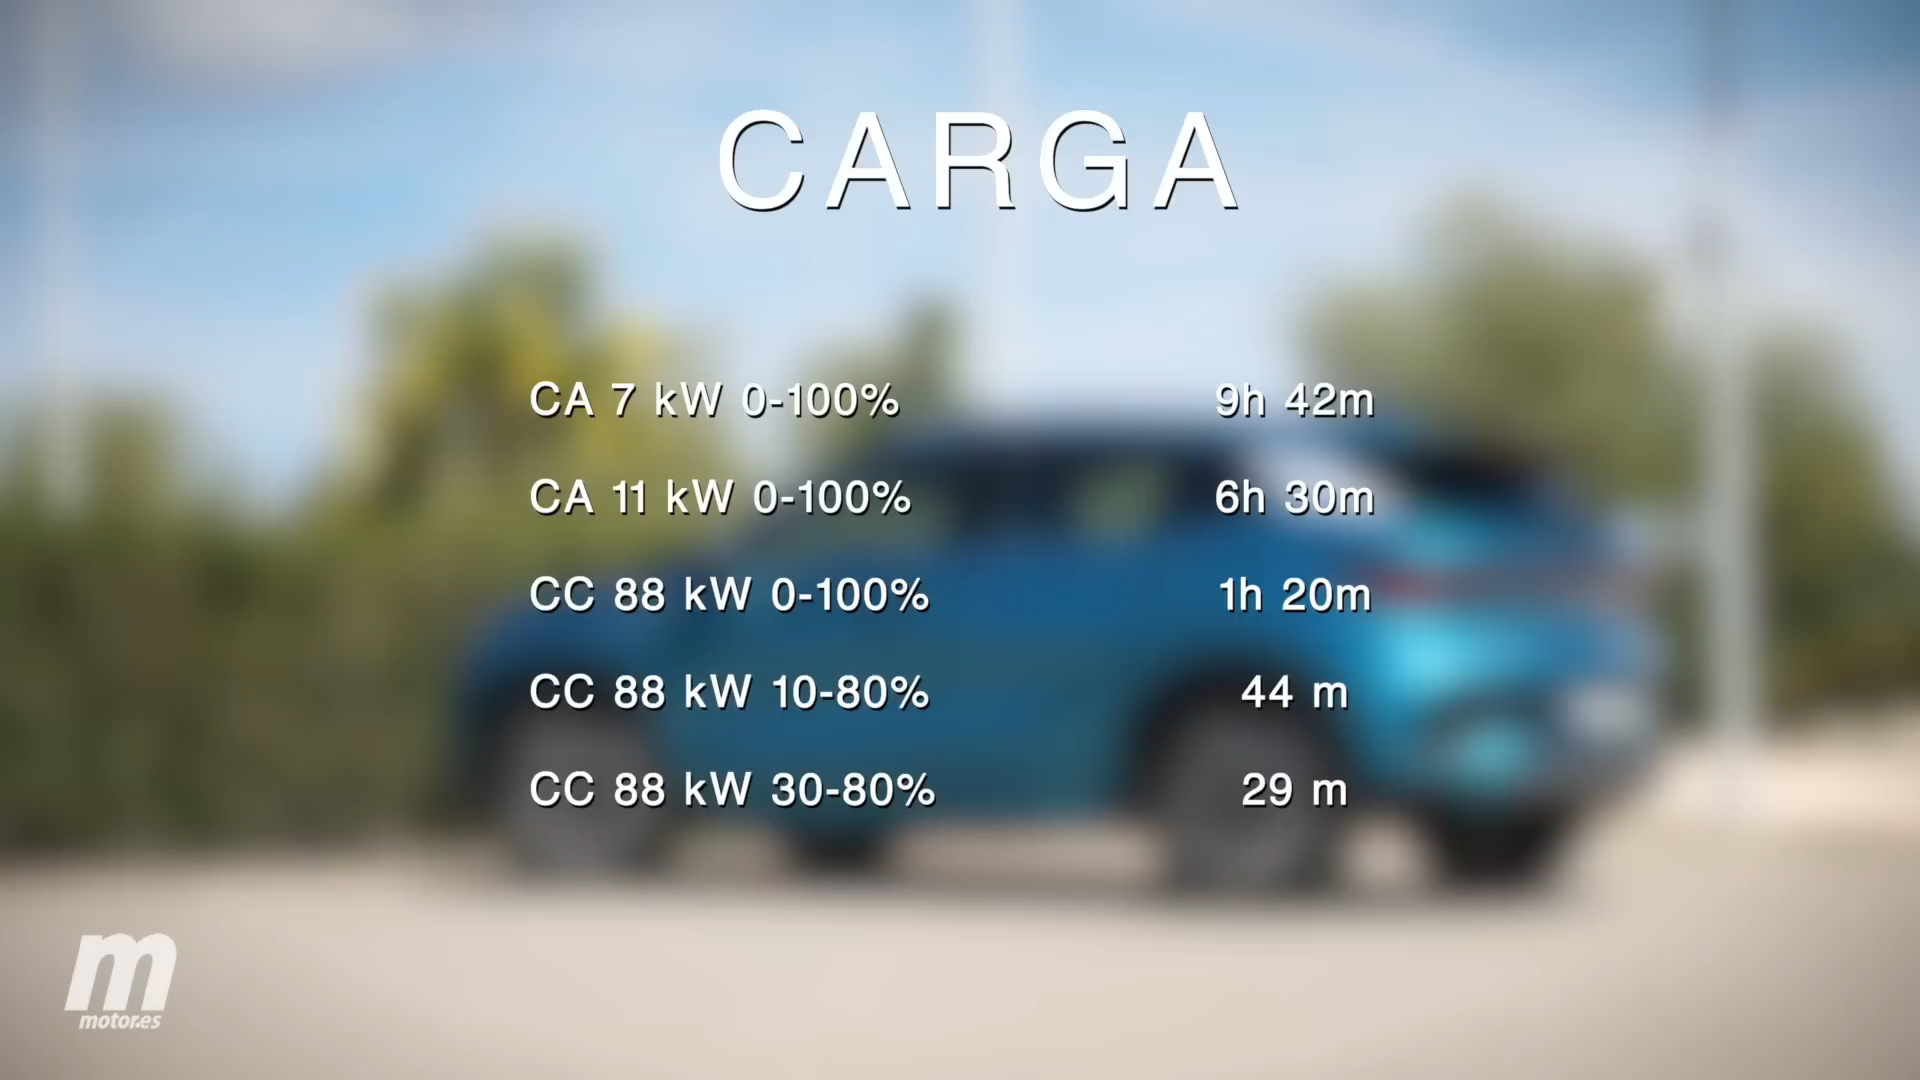 CARGA
CA 7 kW 0-100% 9h 42m
CA 11 kW 0-100% 6h 30m
CC 88 kW 0-100% 1h 20m
CC 88 kW 10-80% 44 m
CC 88 kW 30-80% 29 m
m
motor.es